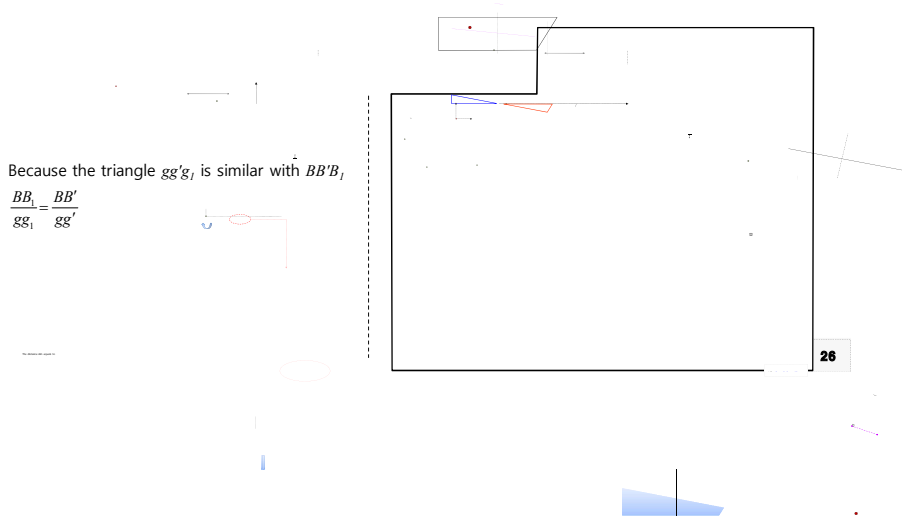 Because the triangle gg'g₁ is similar with BB'B₁
BB₁/gg₁ = BB'/gg'
26